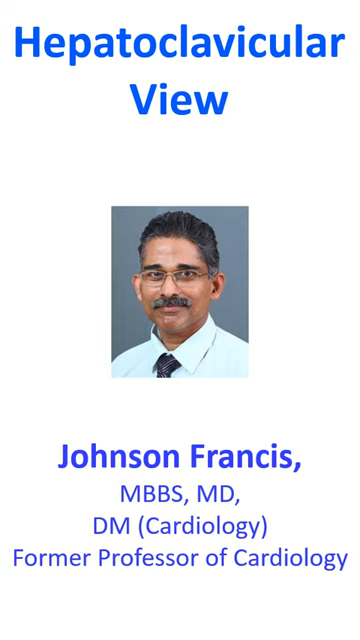 Hepatoclavicular
View
Johnson Francis,
MBBS, MD,
DM (Cardiology)
Former Professor of Cardiology